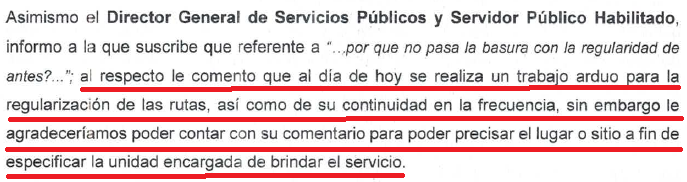 Asimismo el Director General de Servicios Públicos y Servidor Público Habilitado,
informo a la que suscribe que referente a "...por que no pasa la basura con la regularidad de
antes?..."; al respecto le comento que al día de hoy se realiza un trabajo arduo para la
regularización de las rutas, así como de su continuidad en la frecuencia, sin embargo le
agradeceríamos poder contar con su comentario para poder precisar el lugar o sitio a fin de
especificar la unidad encargada de brindar el servicio.